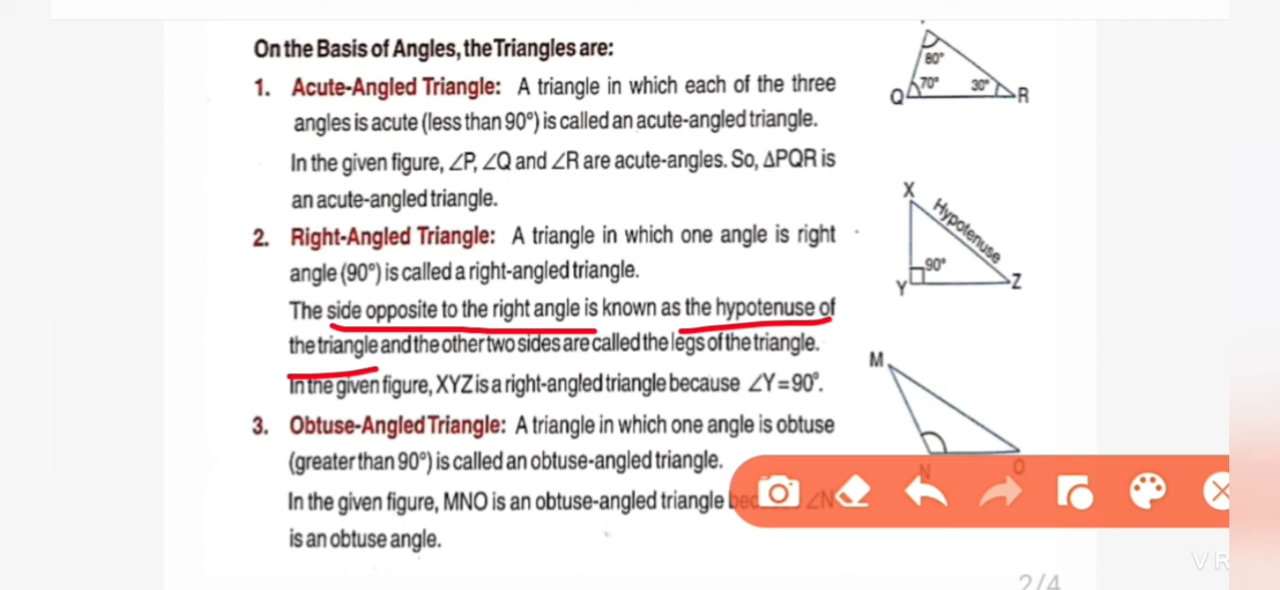 On the Basis of Angles, the Triangles are:
1. Acute-Angled Triangle: A triangle in which each of the three
angles is acute (less than 90°) is called an acute-angled triangle.
In the given figure, ∠P, ∠Q and ∠R are acute-angles. So, ΔPQR is
an acute-angled triangle.
80°
70°
30°
Q
R
2. Right-Angled Triangle: A triangle in which one angle is right
angle (90°) is called a right-angled triangle.
The side opposite to the right angle is known as the hypotenuse of
the triangle and the other two sides are called the legs of the triangle.
In the given figure, XYZ is a right-angled triangle because ∠Y=90°.
X
Hypotenuse
90°
Y
Z
3. Obtuse-Angled Triangle: A triangle in which one angle is obtuse
(greater than 90°) is called an obtuse-angled triangle.
In the given figure, MNO is an obtuse-angled triangle because ∠N
is an obtuse angle.
M
N
O
VR
2/4